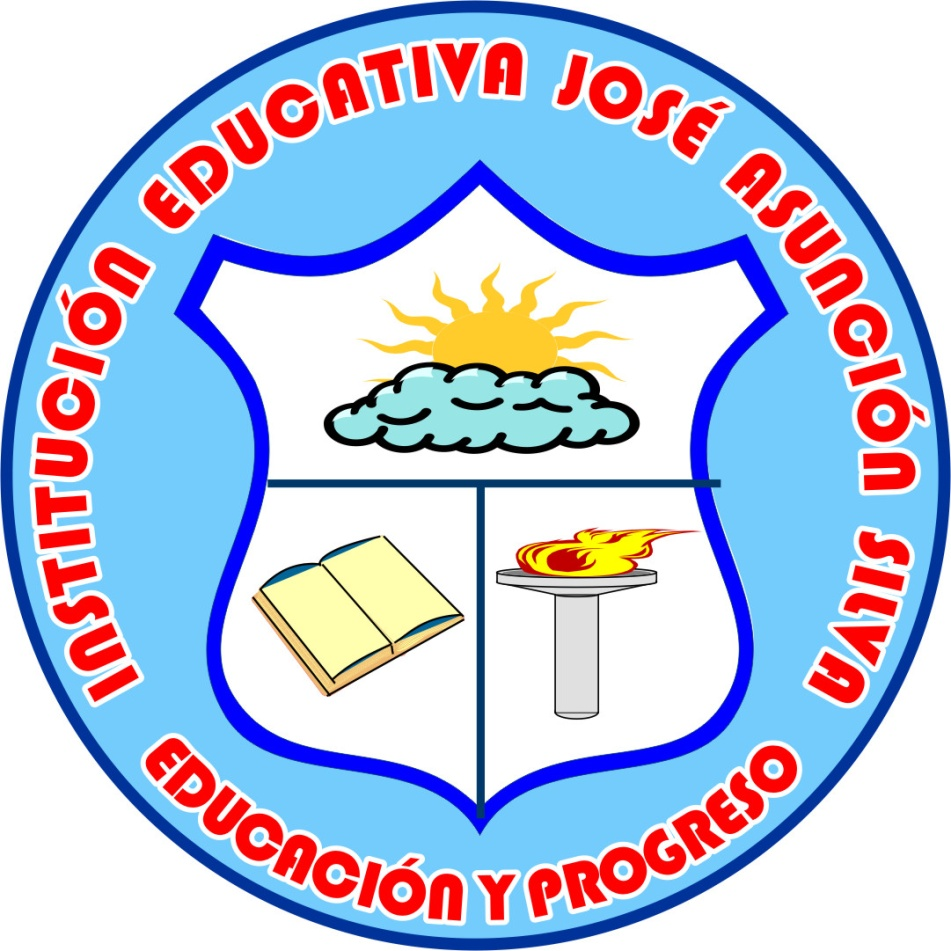 INSTITUCIÓN EDUCATIVA JOSÉ ASUNCIÓN SILVA
EDUCACIÓN Y PROGRESO